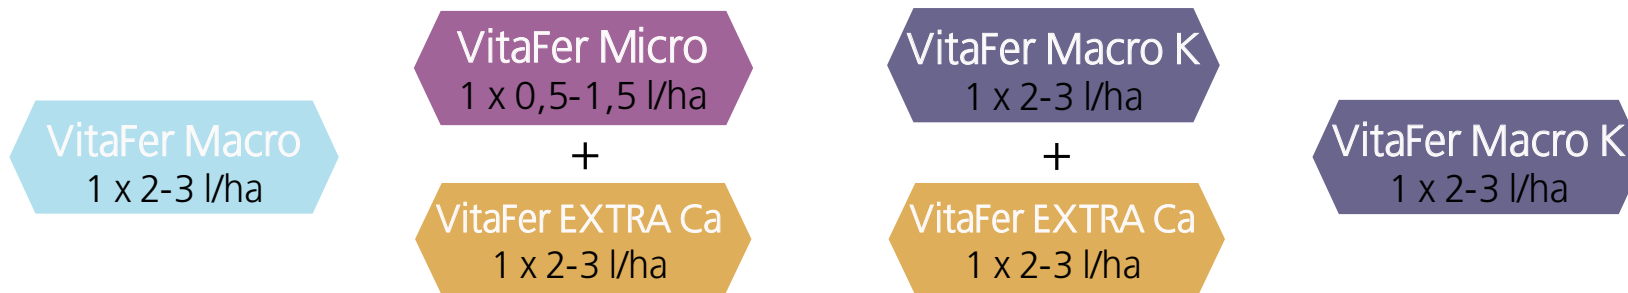 VitaFer Macro
1 x 2-3 l/ha
VitaFer Micro
1 x 0,5-1,5 l/ha
+
VitaFer EXTRA Ca
1 x 2-3 l/ha
VitaFer Macro K
1 x 2-3 l/ha
+
VitaFer EXTRA Ca
1 x 2-3 l/ha
VitaFer Macro K
1 x 2-3 l/ha